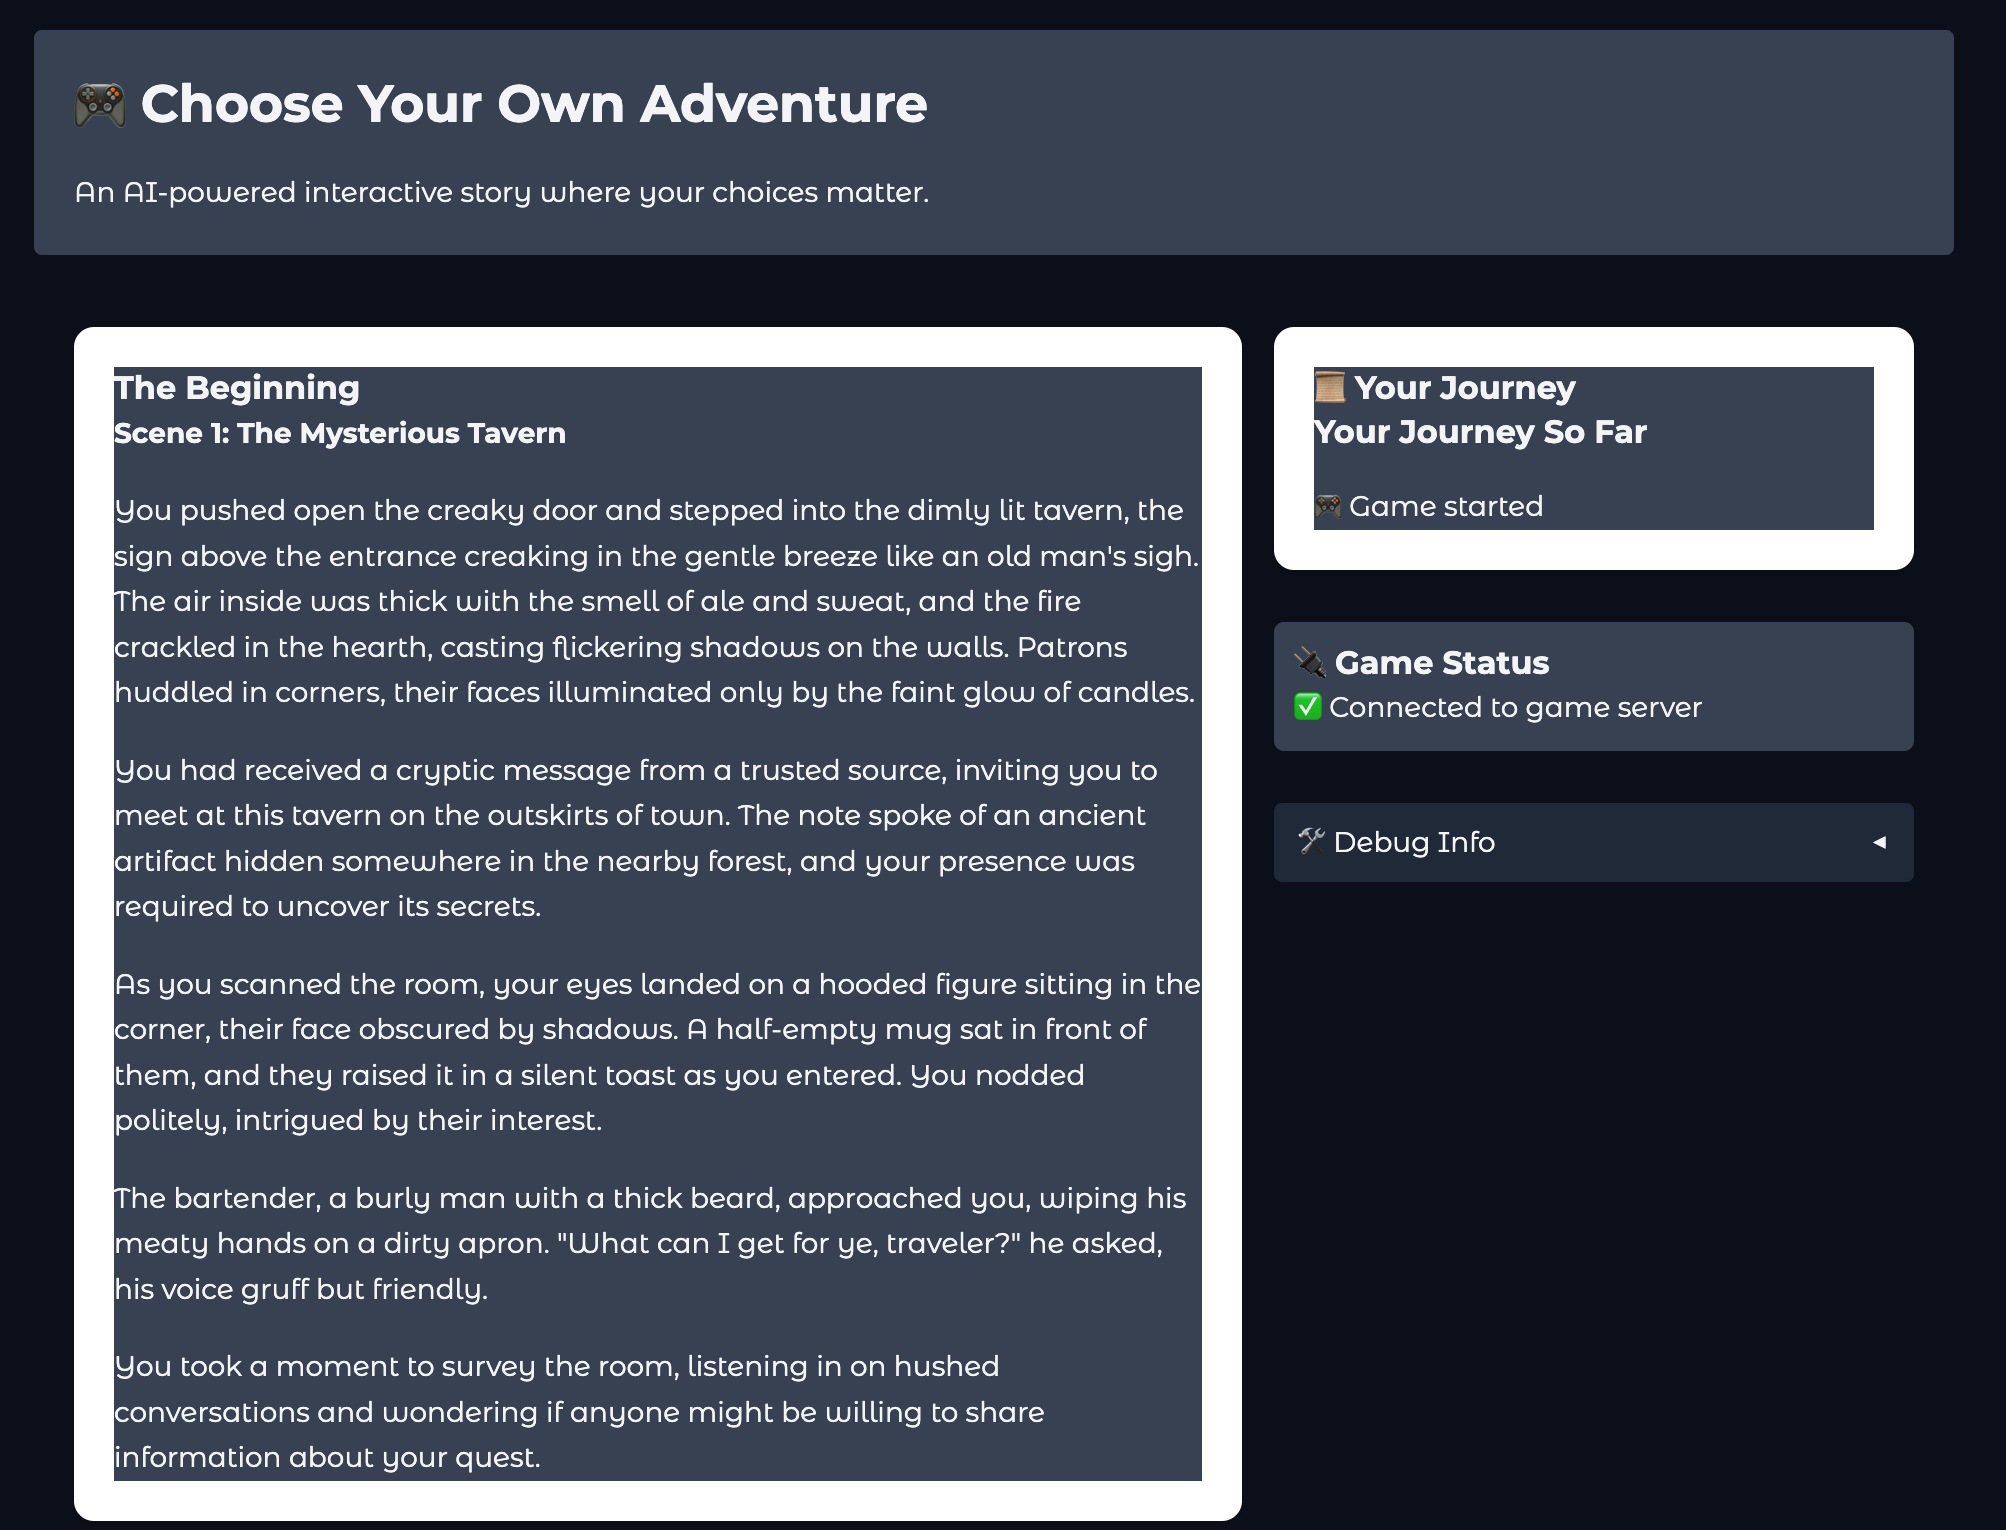 🎮 Choose Your Own Adventure
An AI-powered interactive story where your choices matter.
The Beginning
Scene 1: The Mysterious Tavern
You pushed open the creaky door and stepped into the dimly lit tavern, the
sign above the entrance creaking in the gentle breeze like an old man's sigh.
The air inside was thick with the smell of ale and sweat, and the fire
crackled in the hearth, casting flickering shadows on the walls. Patrons
huddled in corners, their faces illuminated only by the faint glow of candles.
You had received a cryptic message from a trusted source, inviting you to
meet at this tavern on the outskirts of town. The note spoke of an ancient
artifact hidden somewhere in the nearby forest, and your presence was
required to uncover its secrets.
As you scanned the room, your eyes landed on a hooded figure sitting in the
corner, their face obscured by shadows. A half-empty mug sat in front of
them, and they raised it in a silent toast as you entered. You nodded
politely, intrigued by their interest.
The bartender, a burly man with a thick beard, approached you, wiping his
meaty hands on a dirty apron. "What can I get for ye, traveler?" he asked,
his voice gruff but friendly.
You took a moment to survey the room, listening in on hushed
conversations and wondering if anyone might be willing to share
information about your quest.
📜 Your Journey
Your Journey So Far
🎮 Game started
🔌 Game Status
✅ Connected to game server
🛠 Debug Info ◀